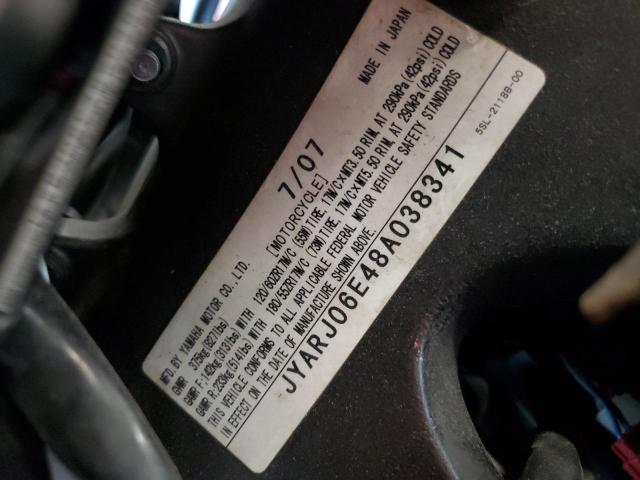 MADE IN JAPAN
7/07
MFD. BY YAMAHA MOTOR CO., LTD. [MOTORCYCLE]
GVWR: 375kg (827lbs)
GAWR F: 142kg (313lbs) WITH 120/60ZR17M/C (55W) TIRE, 17M/C×MT3.50 RIM, AT 290kPa (42psi) COLD
GAWR R: 233kg (514lbs) WITH 180/55ZR17M/C (73W) TIRE, 17M/C×MT5.50 RIM, AT 290kPa (42psi) COLD
THIS VEHICLE CONFORMS TO ALL APPLICABLE FEDERAL MOTOR VEHICLE SAFETY STANDARDS
IN EFFECT ON THE DATE OF MANUFACTURE SHOWN ABOVE.
JYARJ06E48A038341
5SL-2118B-00